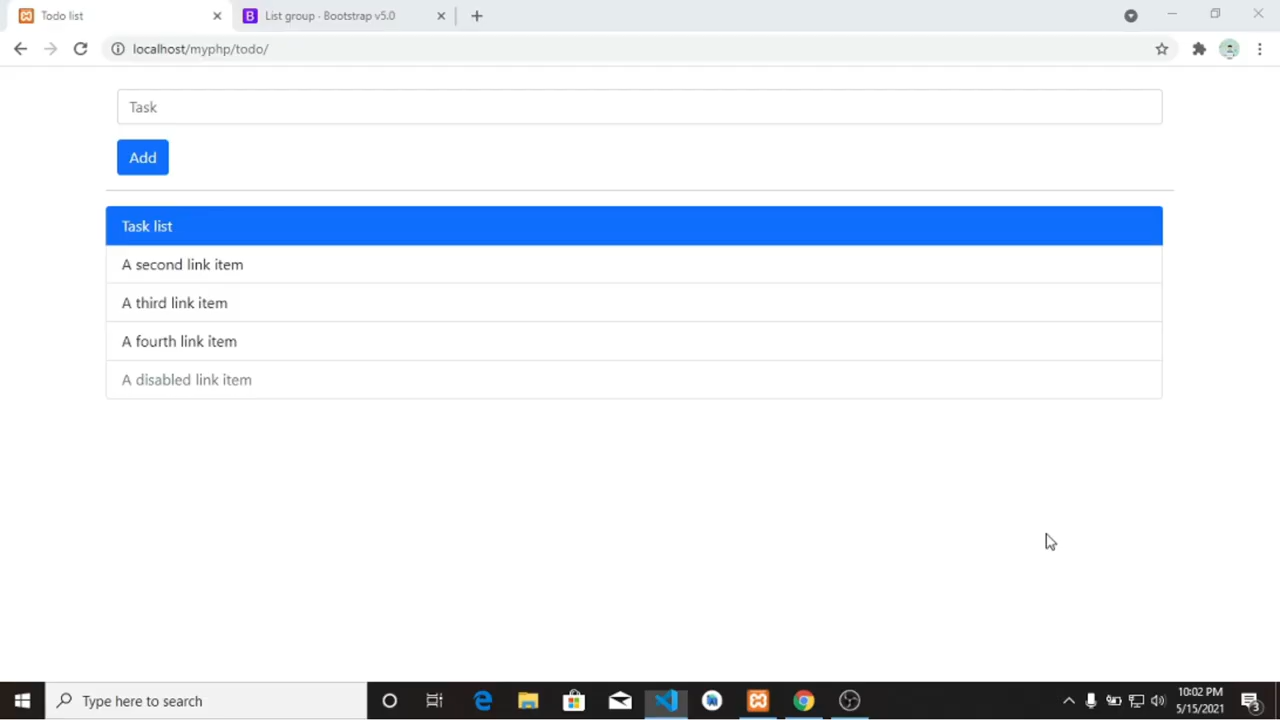 Todo list
B List group · Bootstrap v5.0
localhost/myphp/todo/
Task
Add
Task list
A second link item
A third link item
A fourth link item
A disabled link item
Type here to search
10:02 PM
5/15/2021
3